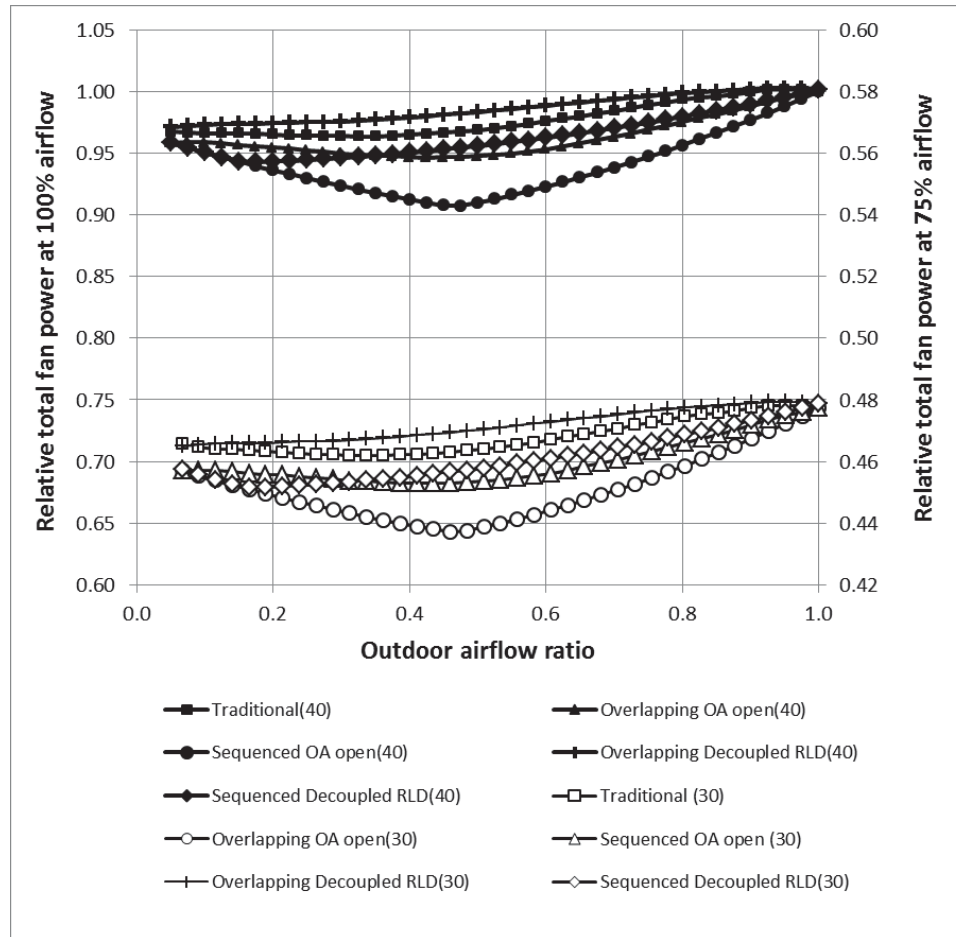 Relative total fan power at 100% airflow
1.05
1.00
0.95
0.90
0.85
0.80
0.75
0.70
0.65
0.60
0.60
0.58
0.56
0.54
0.52
0.50
0.48
0.46
0.44
0.42
Relative total fan power at 75% airflow
0.0 0.2 0.4 0.6 0.8 1.0
Outdoor airflow ratio
Traditional(40) Overlapping OA open(40)
Sequenced OA open(40) Overlapping Decoupled RLD(40)
Sequenced Decoupled RLD(40) Traditional (30)
Overlapping OA open(30) Sequenced OA open (30)
Overlapping Decoupled RLD(30) Sequenced Decoupled RLD(30)